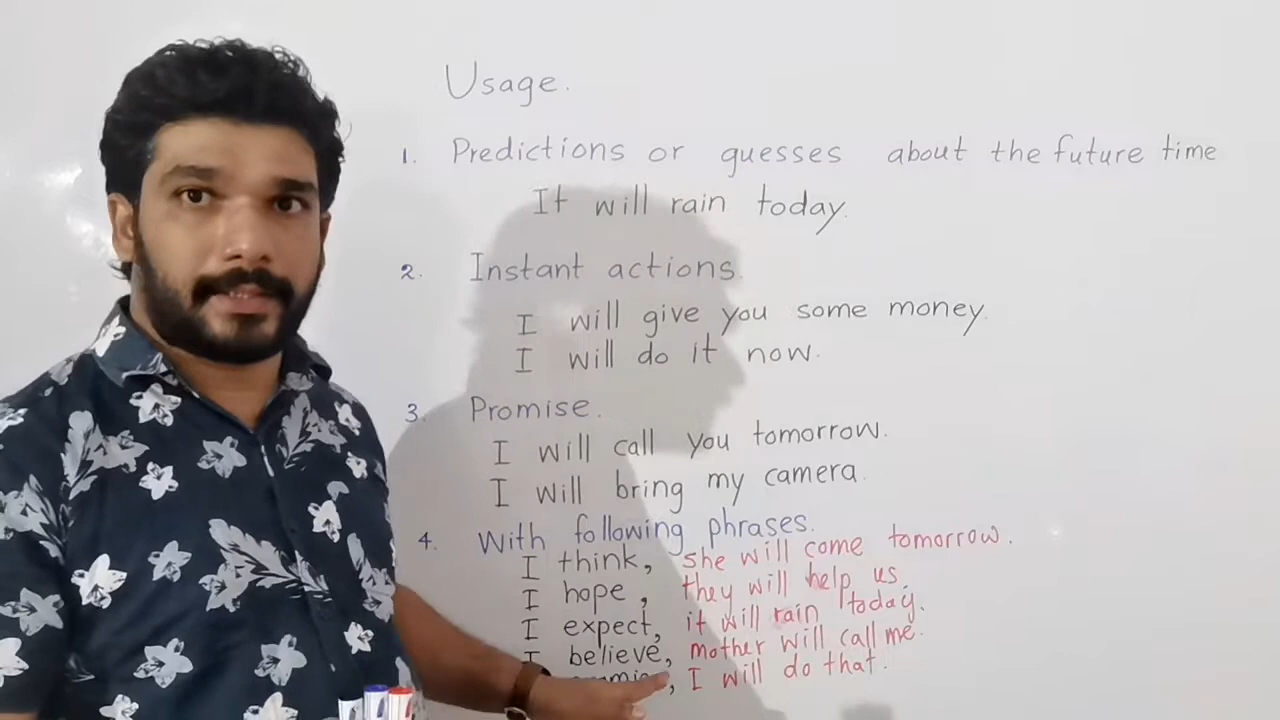 Usage.
1. Predictions or guesses about the future time
It will rain today.
2. Instant actions.
I will give you some money.
I will do it now.
3. Promise.
I will call you tomorrow.
I will bring my camera.
4. With following phrases.
I think, she will come tomorrow.
I hope, they will help us.
I expect, it will rain today.
I believe, mother will call me.
, I will do that.